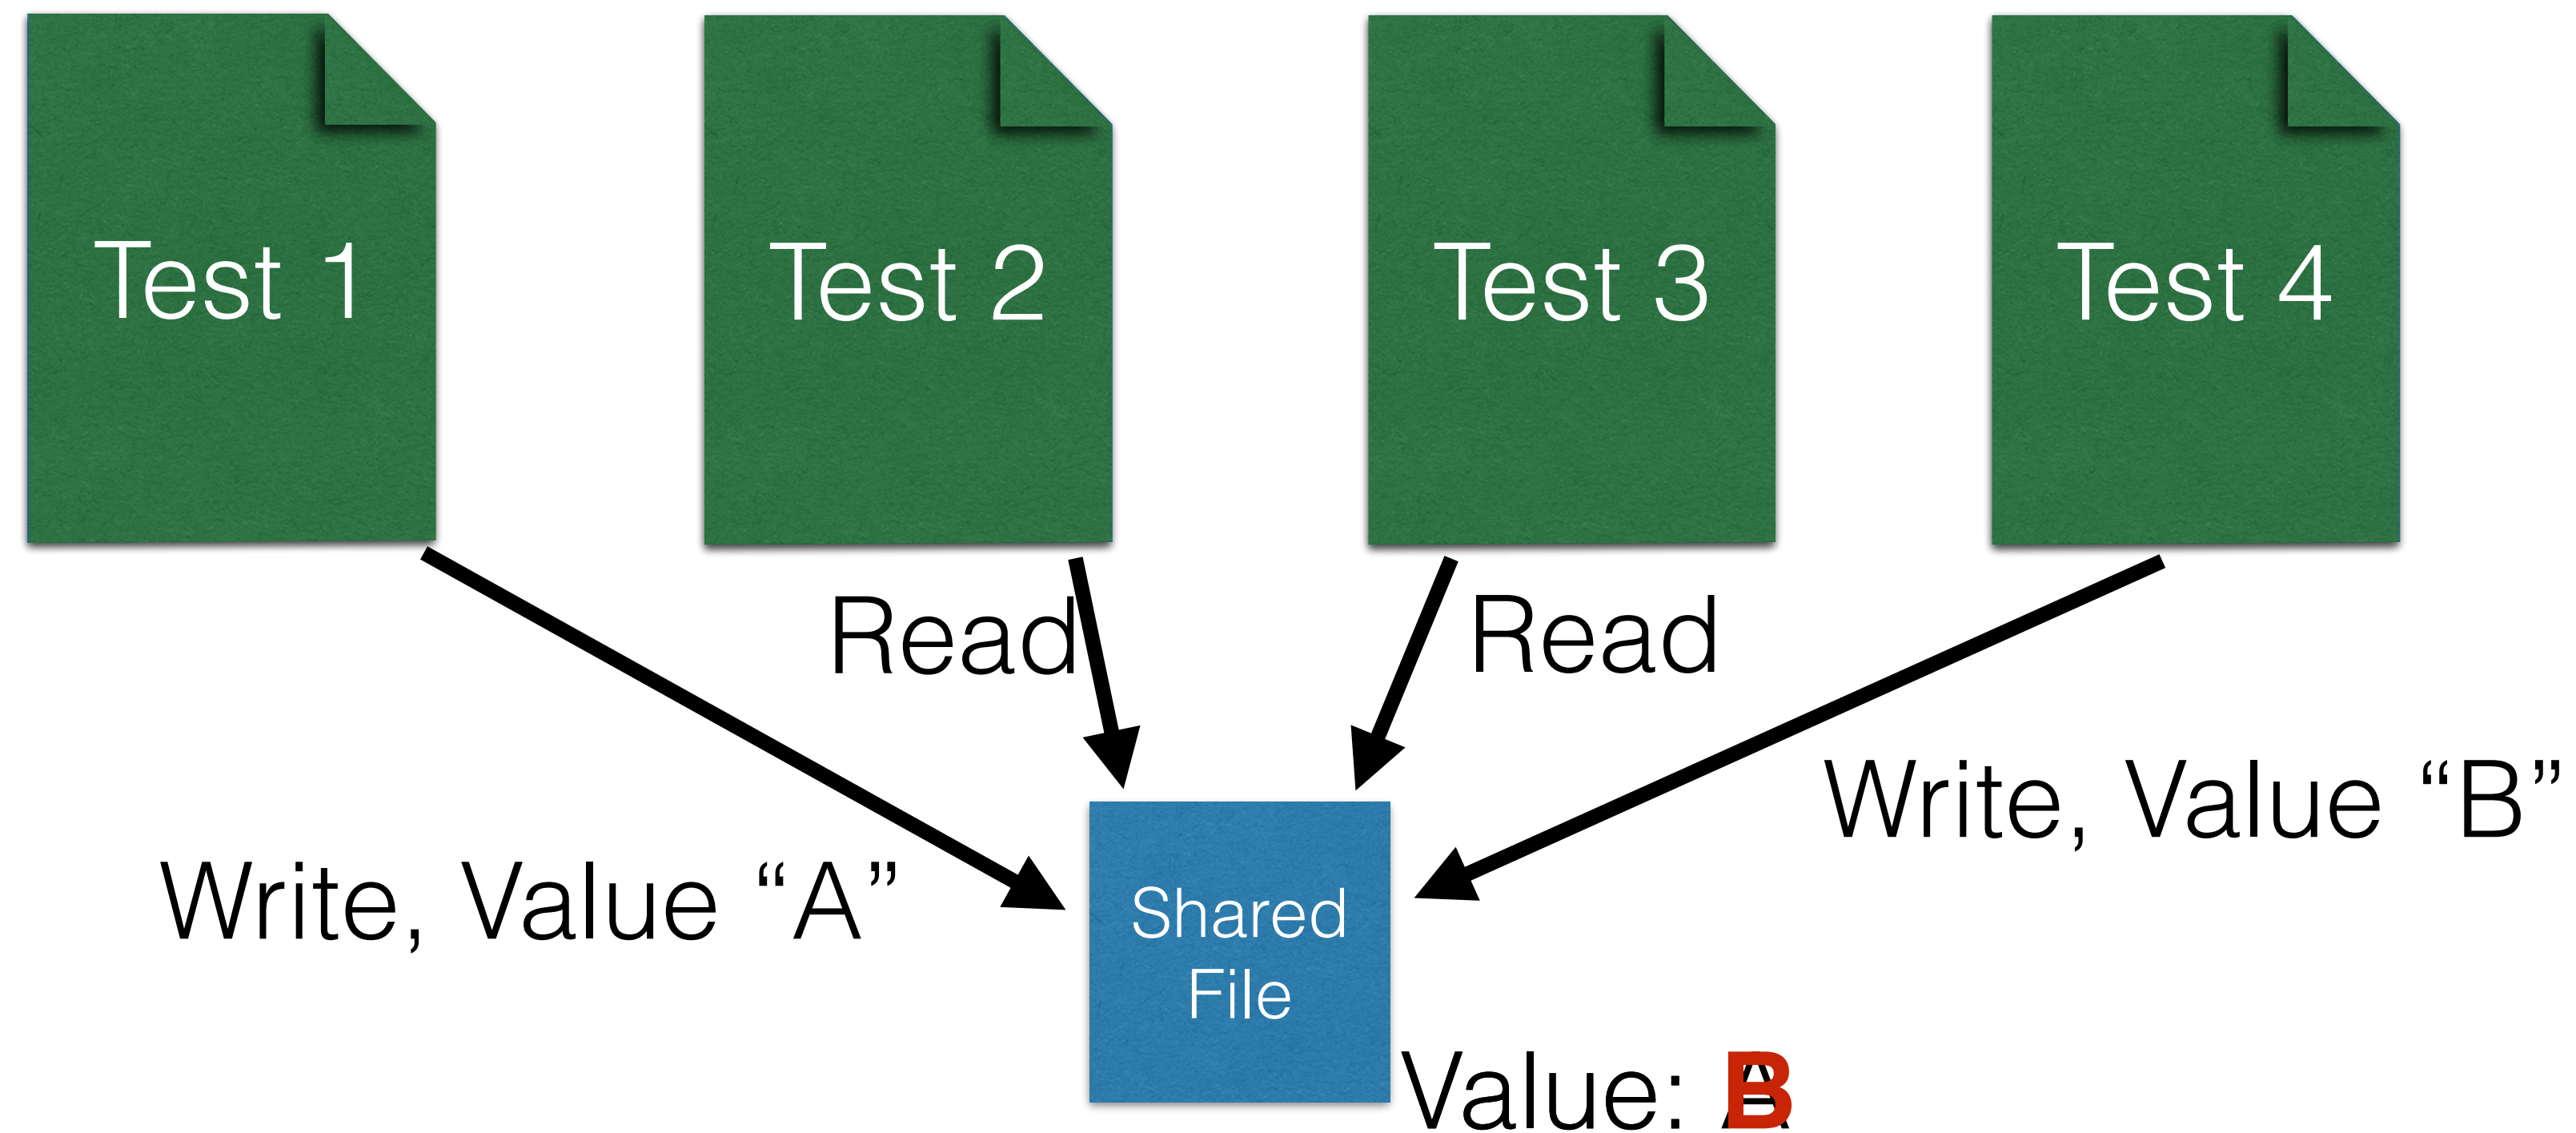 Test 1
Test 2
Test 3
Test 4
Read
Read
Write, Value “B”
Write, Value “A”
Shared
File
Value: B